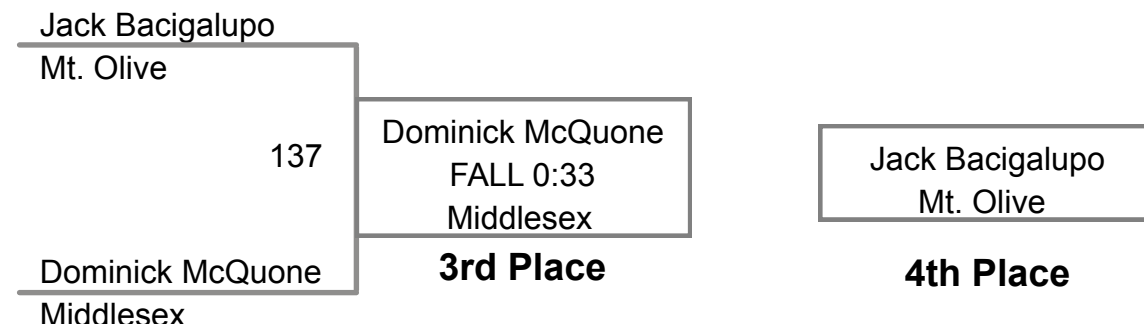 Jack Bacigalupo
Mt. Olive
137
Dominick McQuone
Middlesex
Dominick McQuone
FALL 0:33
Middlesex
3rd Place
Jack Bacigalupo
Mt. Olive
4th Place